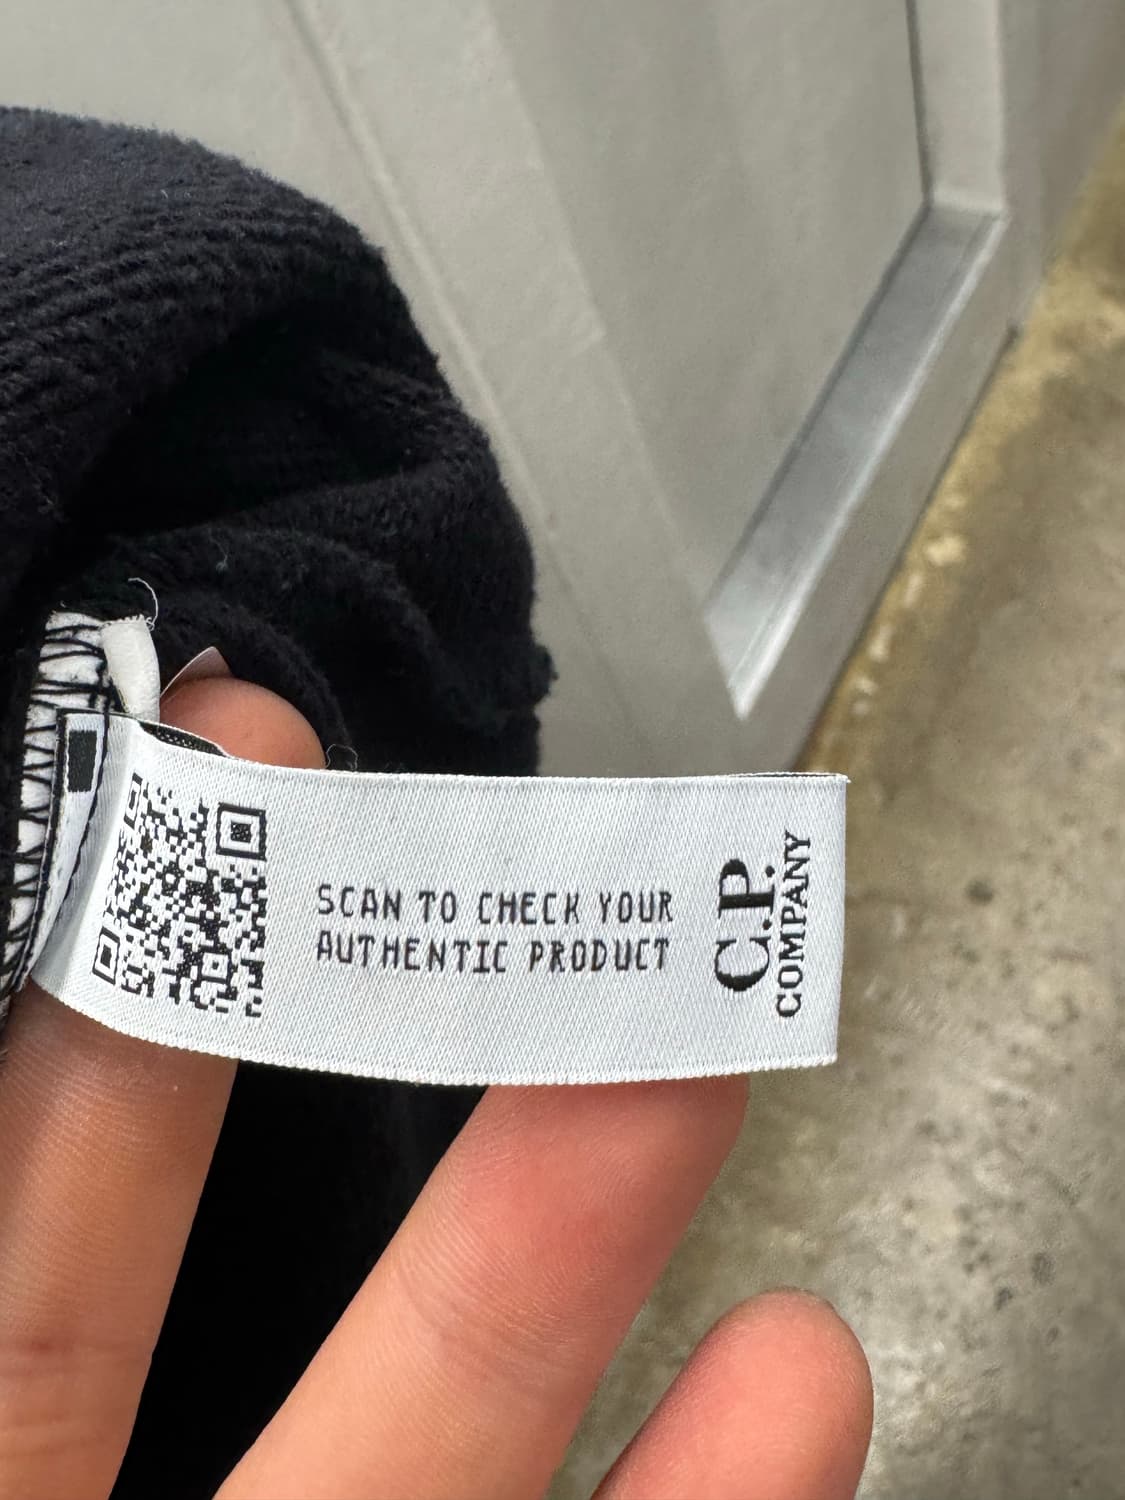 SCAN TO CHECK YOUR
AUTHENTIC PRODUCT
C.P.
COMPANY